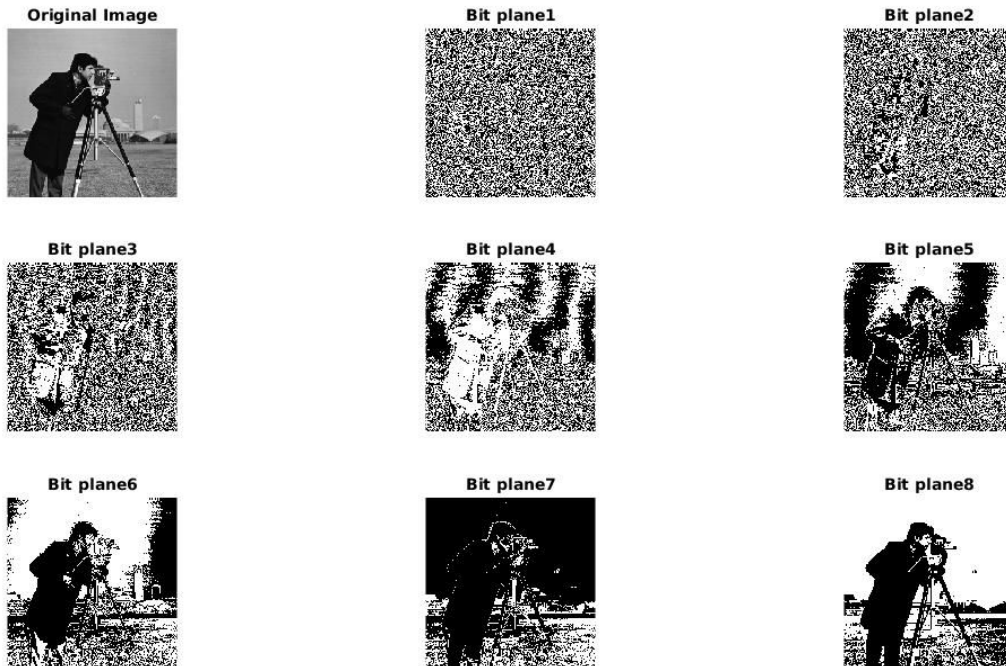 Original Image
Bit plane1
Bit plane2
Bit plane3
Bit plane4
Bit plane5
Bit plane6
Bit plane7
Bit plane8